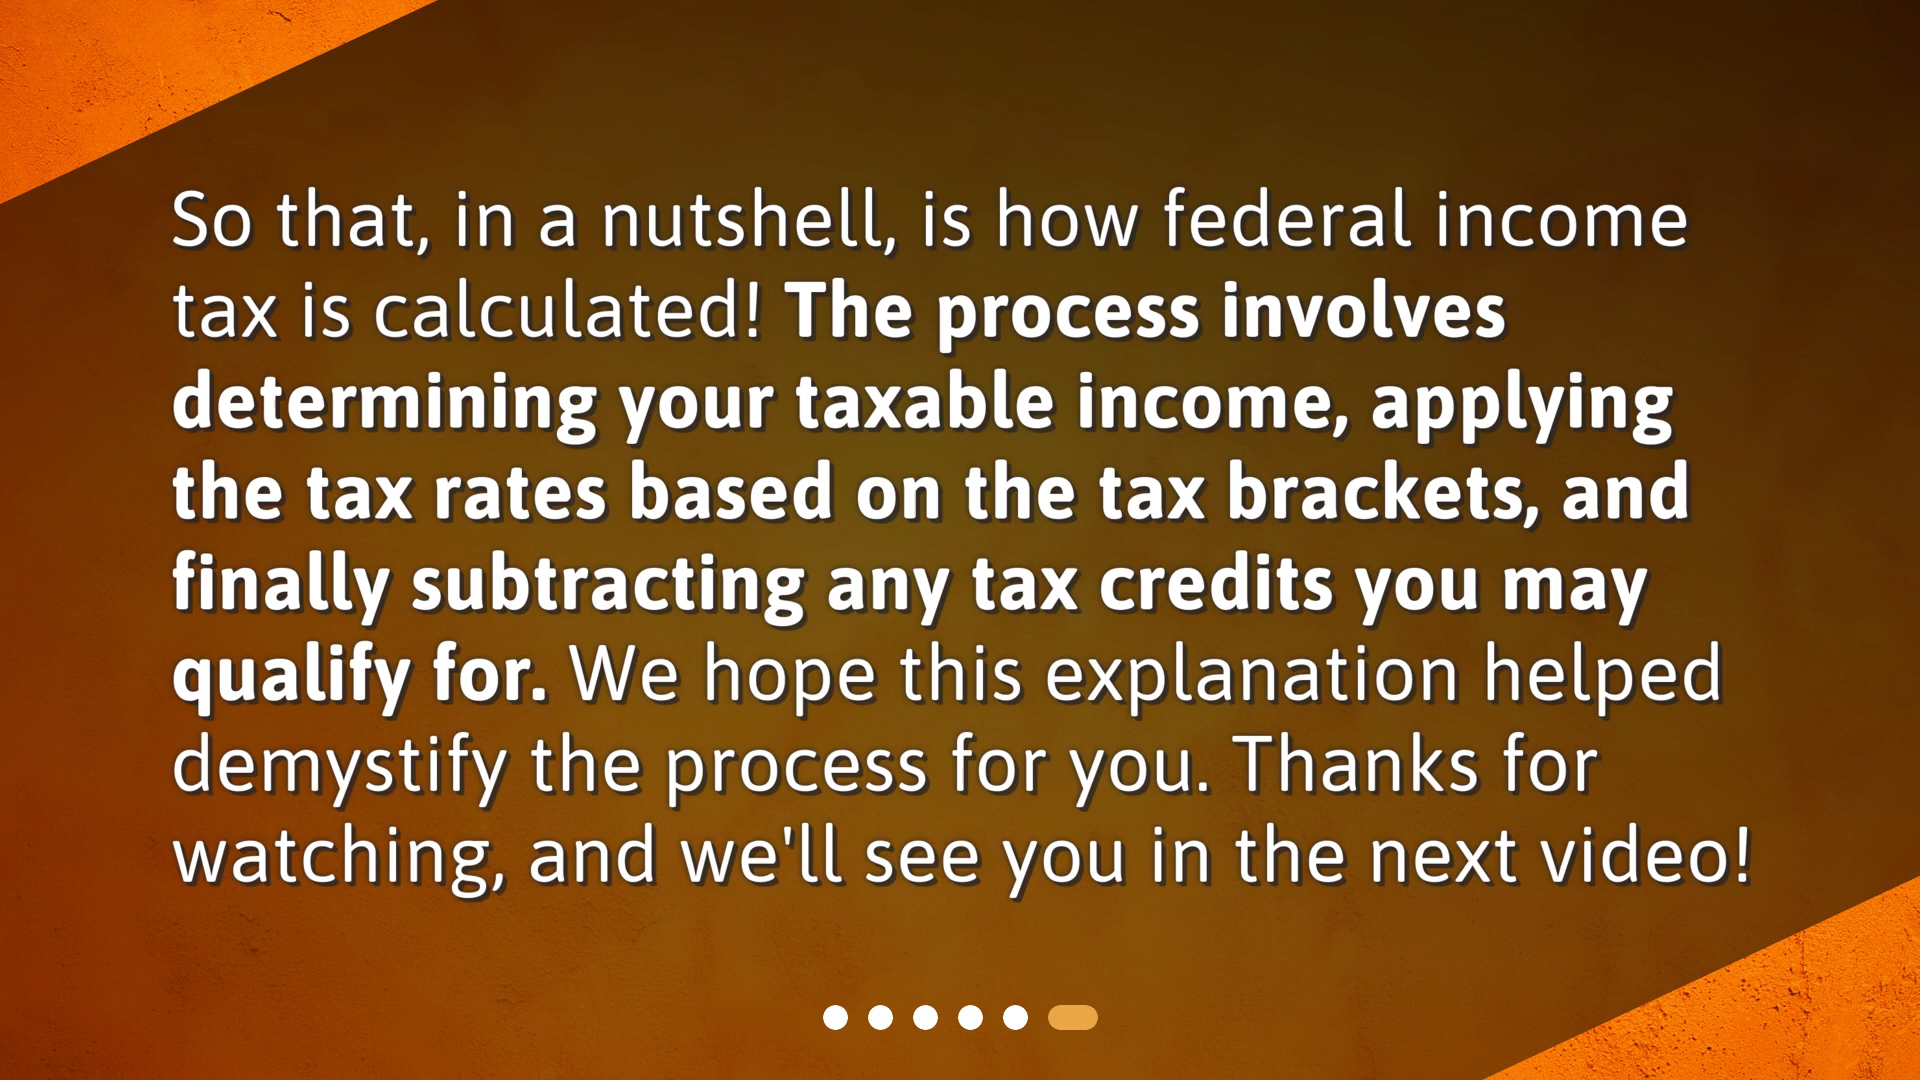 So that, in a nutshell, is how federal income
tax is calculated! The process involves
determining your taxable income, applying
the tax rates based on the tax brackets, and
finally subtracting any tax credits you may
qualify for. We hope this explanation helped
demystify the process for you. Thanks for
watching, and we'll see you in the next video!